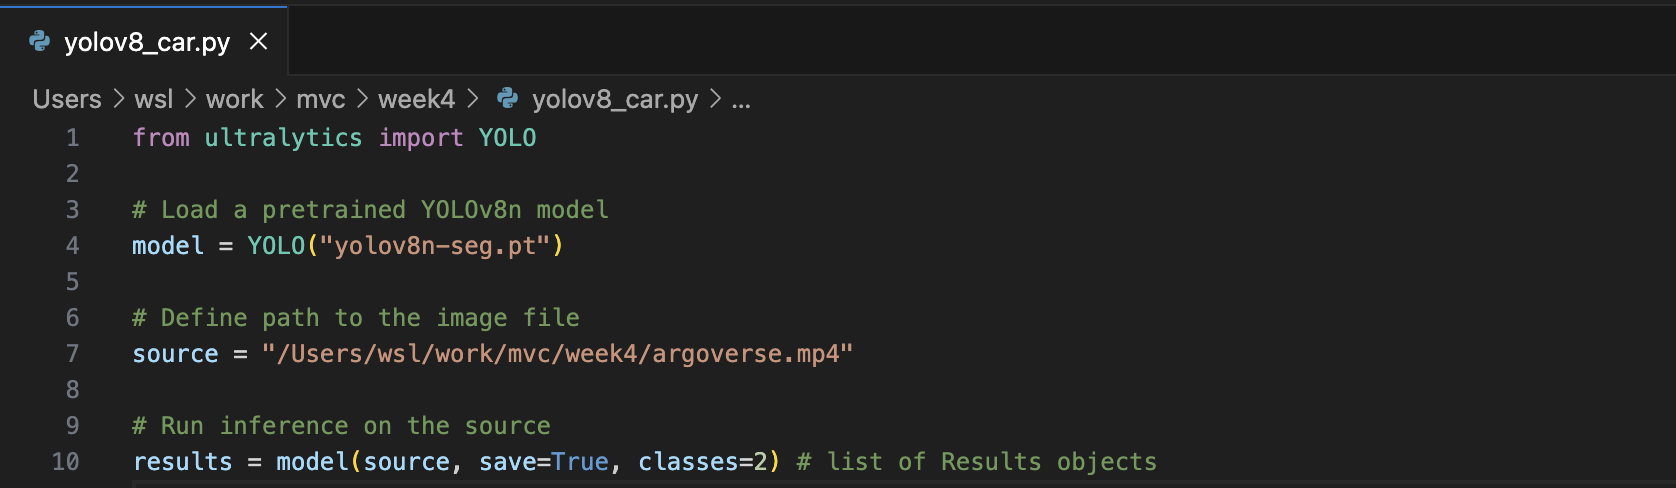 yolov8_car.py
Users > wsl > work > mvc > week4 > yolov8_car.py > ...
1 from ultralytics import YOLO
2
3 # Load a pretrained YOLOv8n model
4 model = YOLO("yolov8n-seg.pt")
5
6 # Define path to the image file
7 source = "/Users/wsl/work/mvc/week4/argoverse.mp4"
8
9 # Run inference on the source
10 results = model(source, save=True, classes=2) # list of Results objects